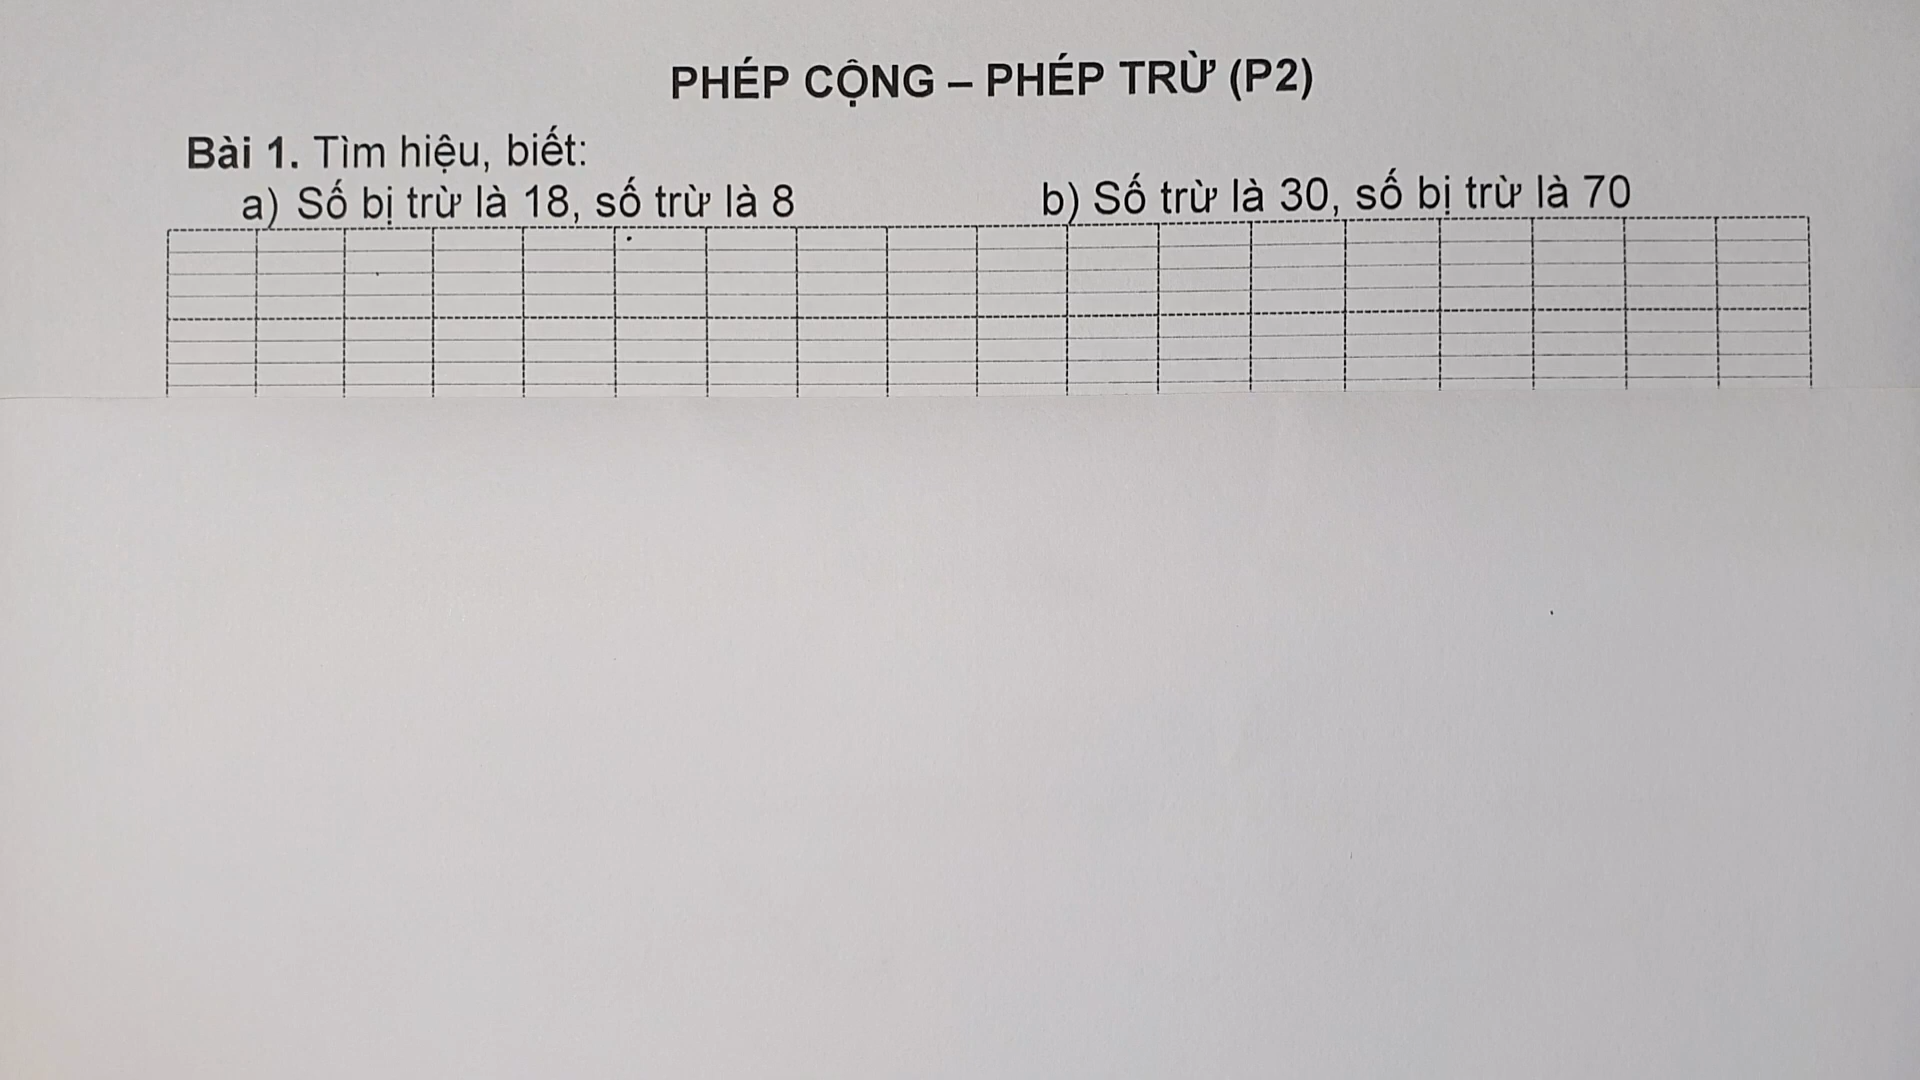 PHÉP CỘNG – PHÉP TRỪ (P2)
Bài 1. Tìm hiệu, biết:
a) Số bị trừ là 18, số trừ là 8
b) Số trừ là 30, số bị trừ là 70